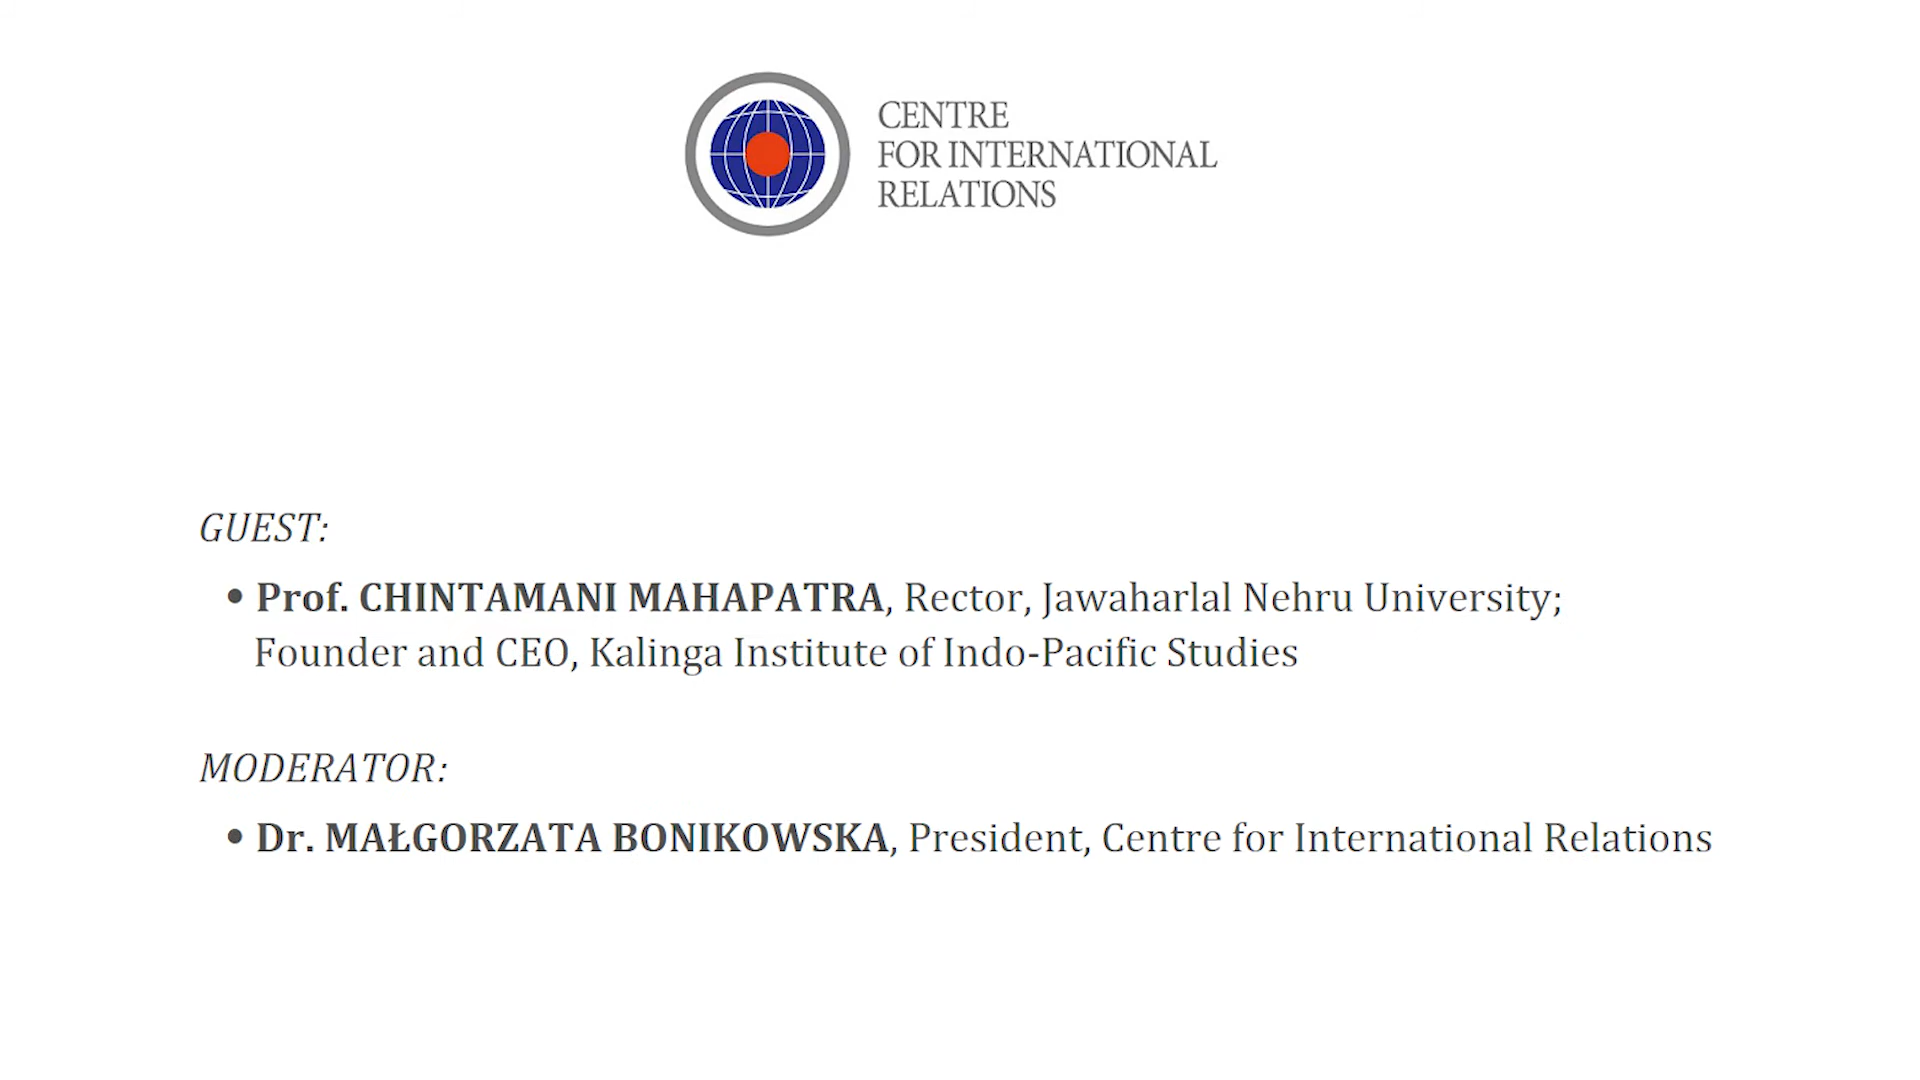 CENTRE
FOR INTERNATIONAL
RELATIONS
GUEST:
• Prof. CHINTAMANI MAHAPATRA, Rector, Jawaharlal Nehru University;
Founder and CEO, Kalinga Institute of Indo-Pacific Studies
MODERATOR:
• Dr. MAŁGORZATA BONIKOWSKA, President, Centre for International Relations